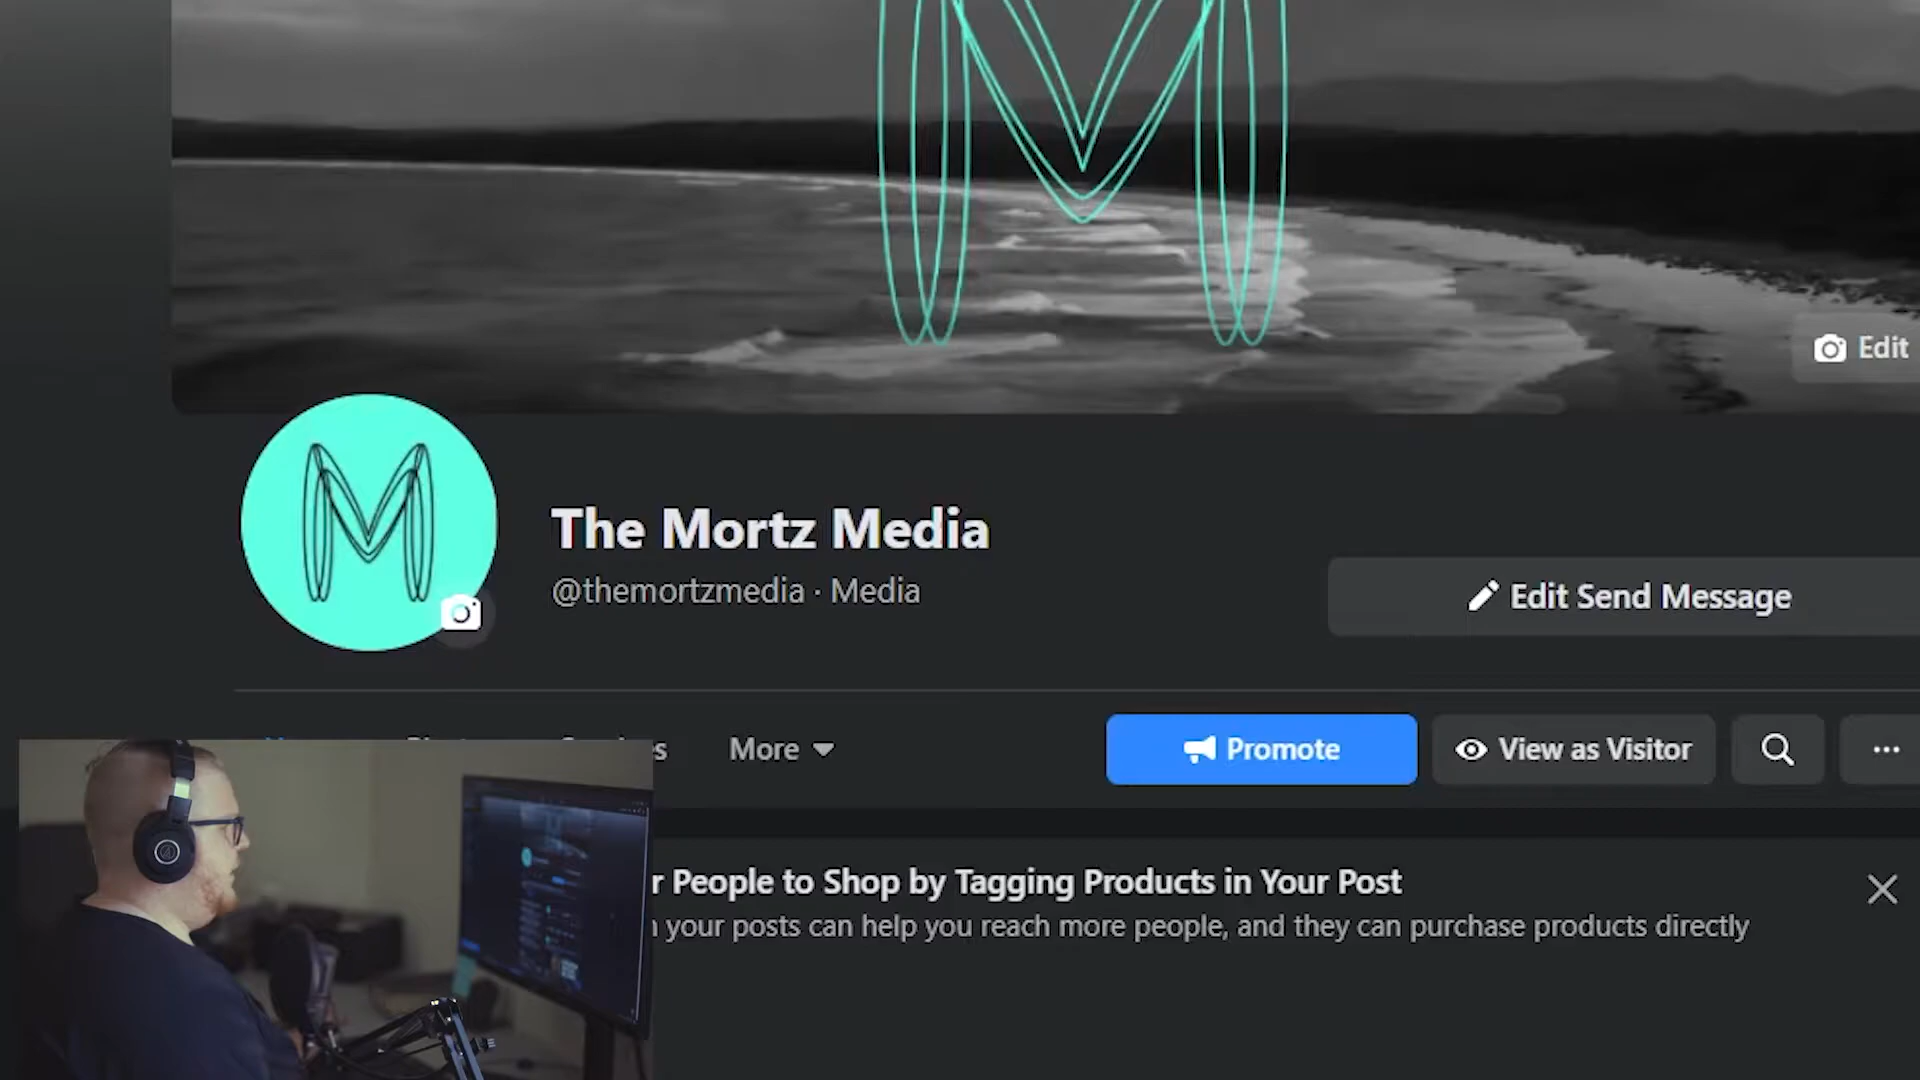 Edit
The Mortz Media
@themortzmedia · Media
Edit Send Message
More
Promote
View as Visitor
r People to Shop by Tagging Products in Your Post
your posts can help you reach more people, and they can purchase products directly